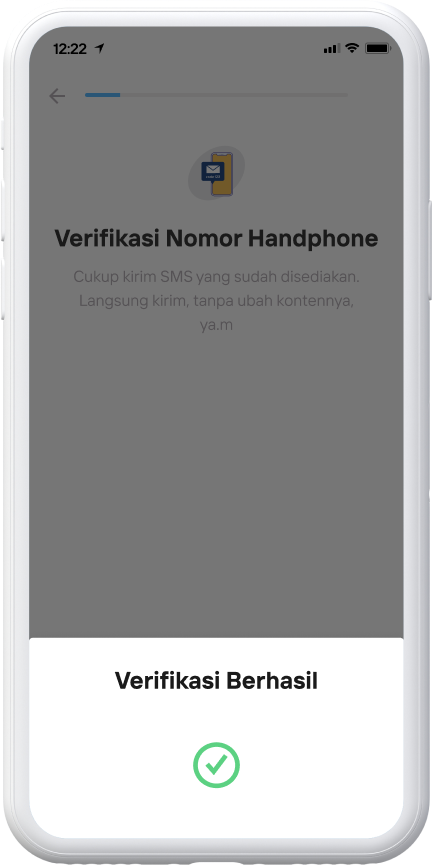 12:22
Verifikasi Nomor Handphone
Cukup kirim SMS yang sudah disediakan.
Langsung kirim, tanpa ubah kontennya,
ya.m
Verifikasi Berhasil